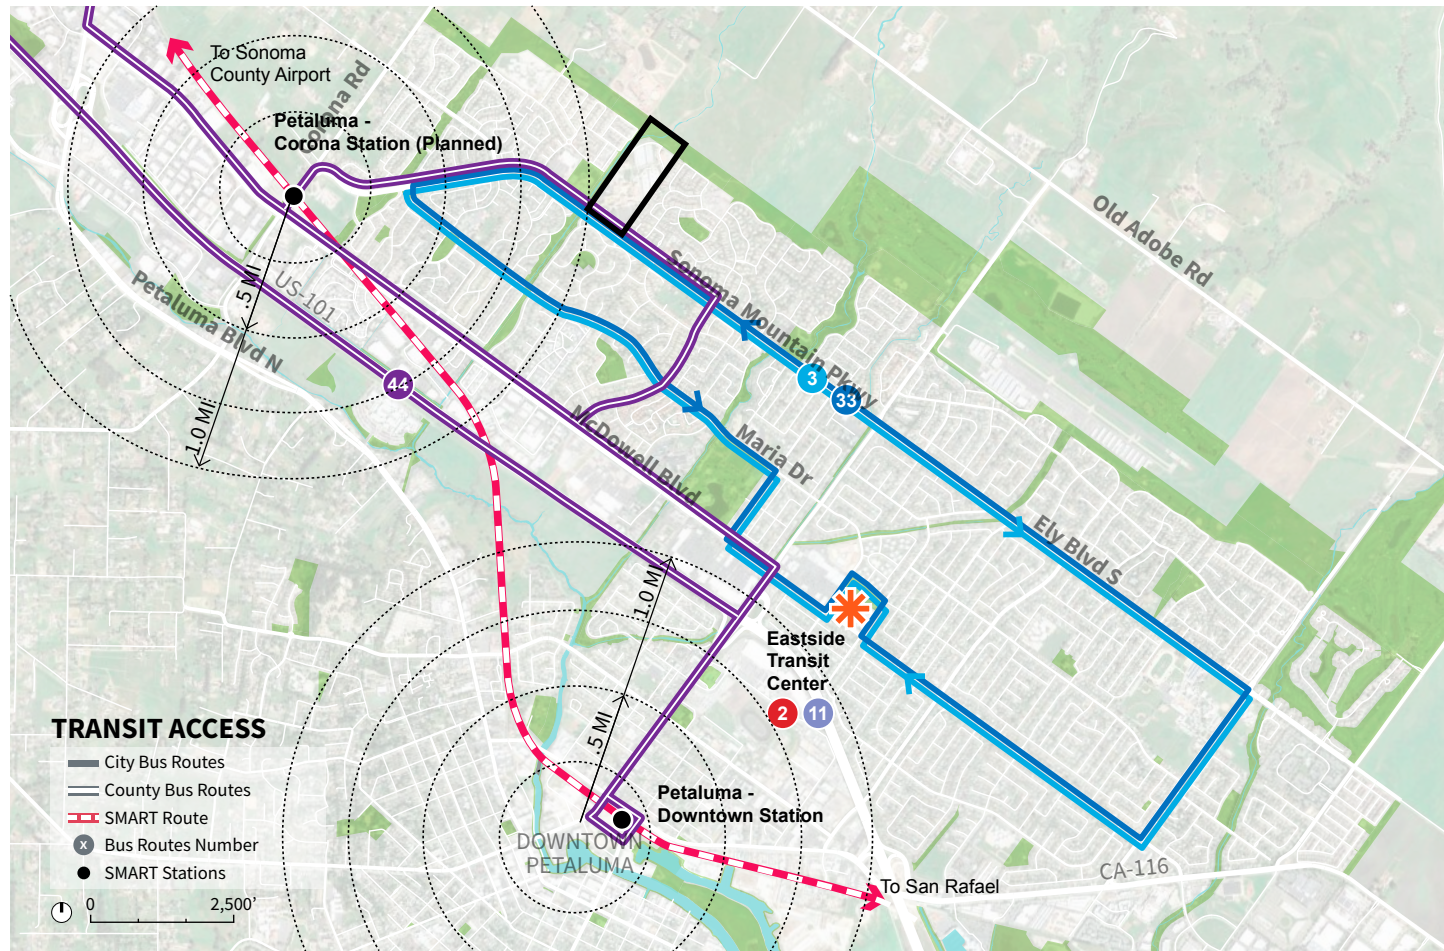 To Sonoma
County Airport
Corona Rd
Petaluma -
Corona Station (Planned)
Old Adobe Rd
Sonoma Mountain Pkwy
.5 MI
US-101
Petaluma Blvd N
1.0 MI
44
3
33
McDowell Blvd
Maria Dr
Ely Blvd S
1.0 MI
Eastside
Transit
Center
2
11
.5 MI
Petaluma -
Downtown Station
DOWNTOWN
PETALUMA
CA-116
To San Rafael
TRANSIT ACCESS
City Bus Routes
County Bus Routes
SMART Route
x Bus Routes Number
SMART Stations
0 2,500'